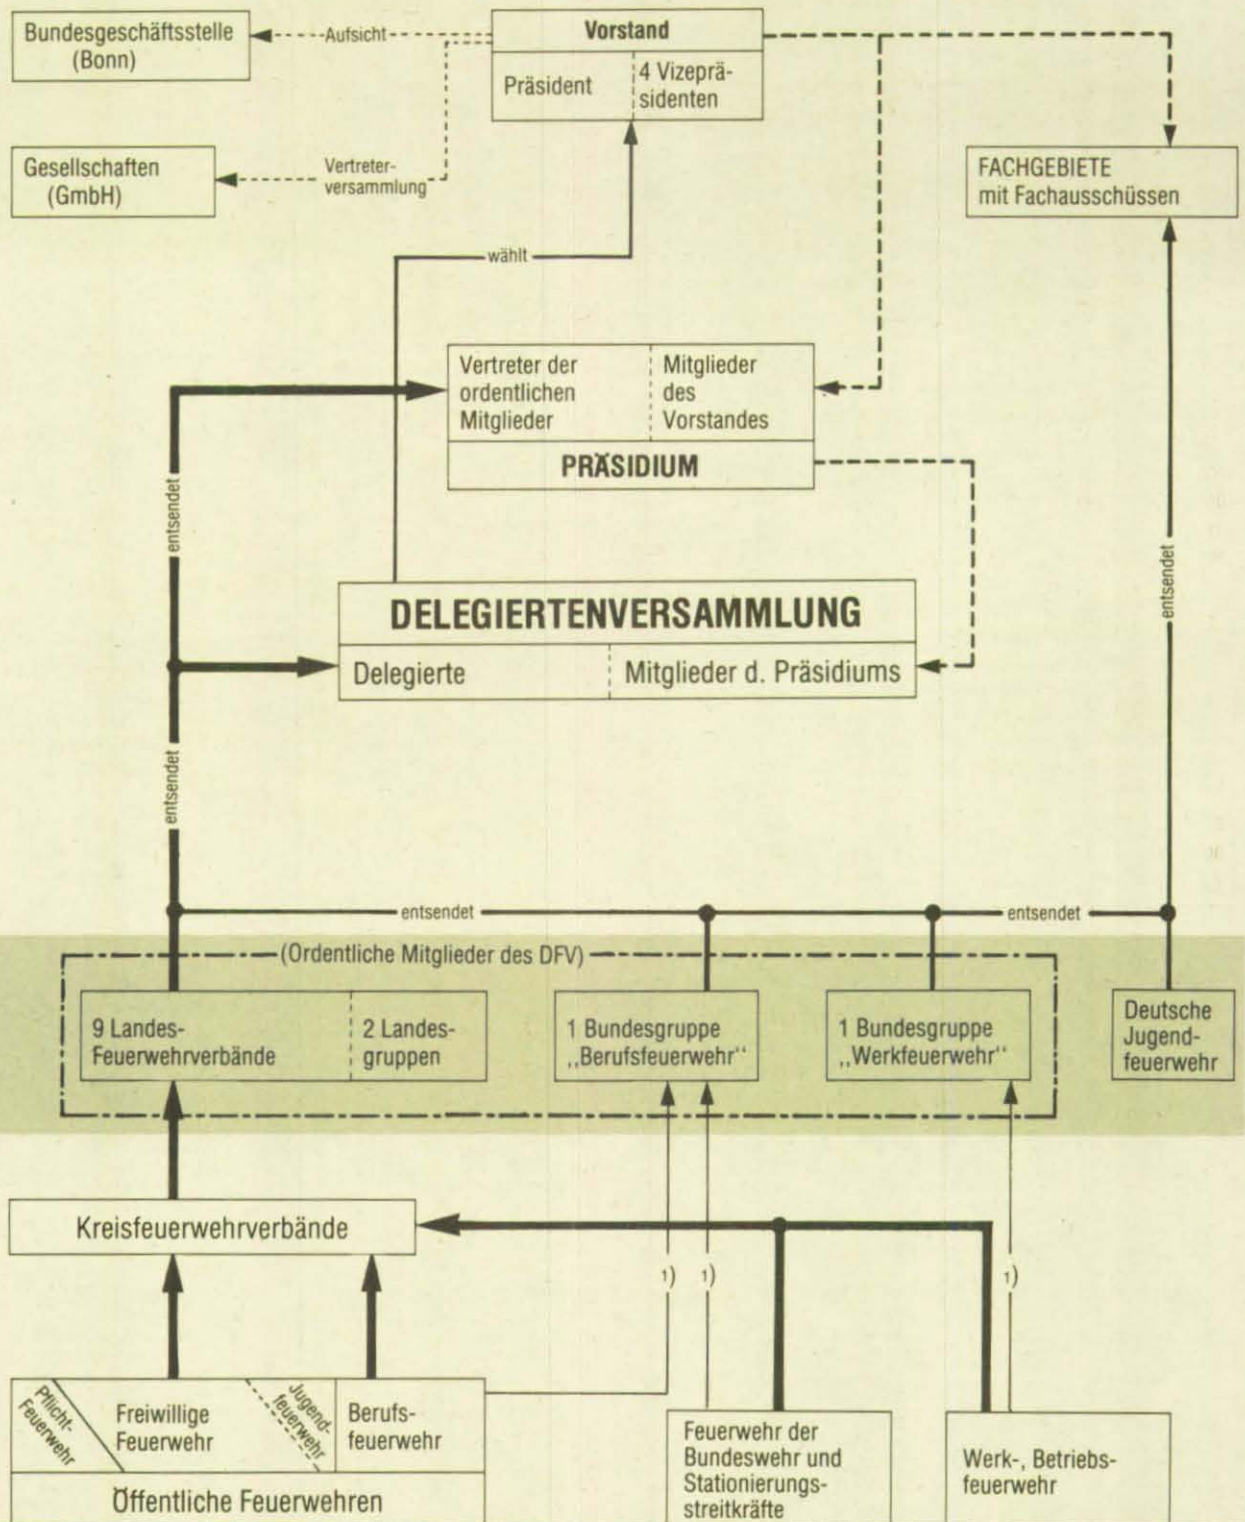 Bundesgeschäftsstelle
(Bonn)
Aufsicht
Vorstand
Präsident
4 Vizeprä-
sidenten
Gesellschaften
(GmbH)
Vertreter-
versammlung
FACHGEBIETE
mit Fachausschüssen
wählt
Vertreter der
ordentlichen
Mitglieder
Mitglieder
des
Vorstandes
PRÄSIDIUM
entsendet
entsendet
DELEGIERTENVERSAMMLUNG
Delegierte
Mitglieder d. Präsidiums
entsendet
entsendet
entsendet
(Ordentliche Mitglieder des DFV)
9 Landes-
Feuerwehrverbände
2 Landes-
gruppen
1 Bundesgruppe
„Berufsfeuerwehr“
1 Bundesgruppe
„Werkfeuerwehr“
Deutsche
Jugend-
feuerwehr
Kreisfeuerwehrverbände
1)
1)
1)
Pflicht-
Feuerwehr
Freiwillige
Feuerwehr
Jugend-
feuerwehr
Berufs-
feuerwehr
Öffentliche Feuerwehren
Feuerwehr der
Bundeswehr und
Stationierungs-
streitkräfte
Werk-, Betriebs-
feuerwehr